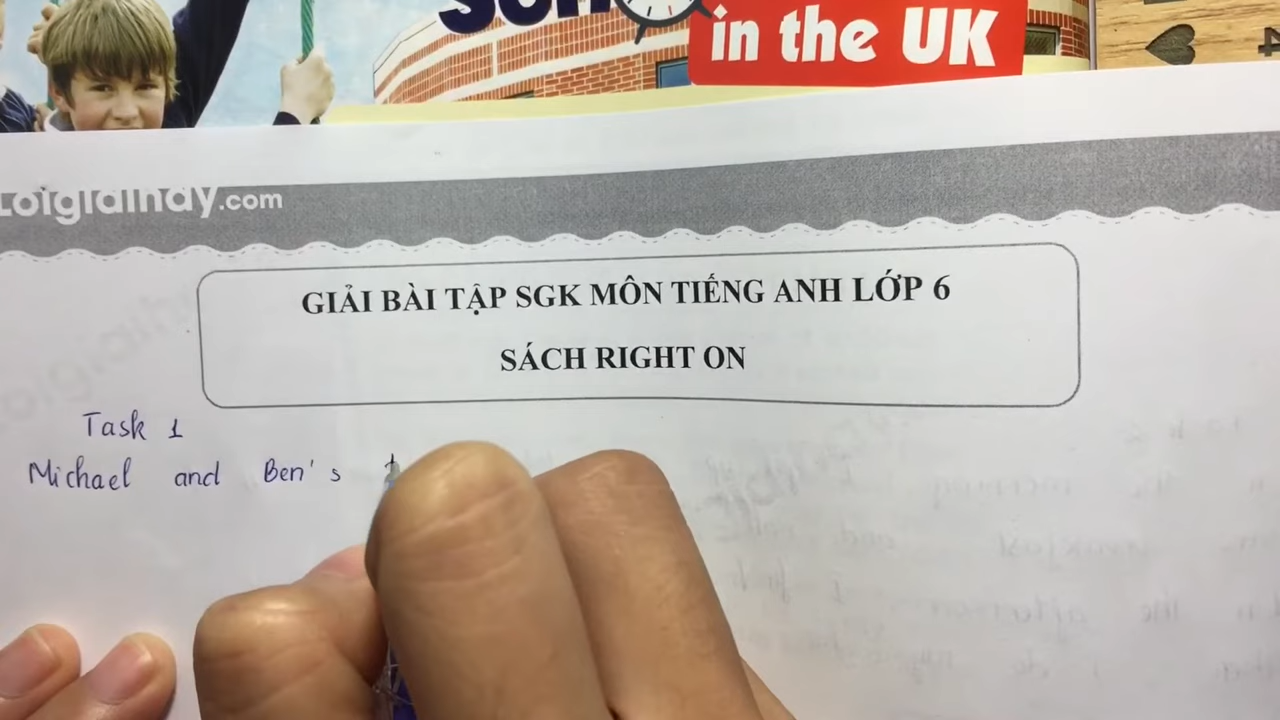 in the UK
Loigiaihay.com
GIẢI BÀI TẬP SGK MÔN TIẾNG ANH LỚP 6
SÁCH RIGHT ON
Task 1
Michael and Ben's